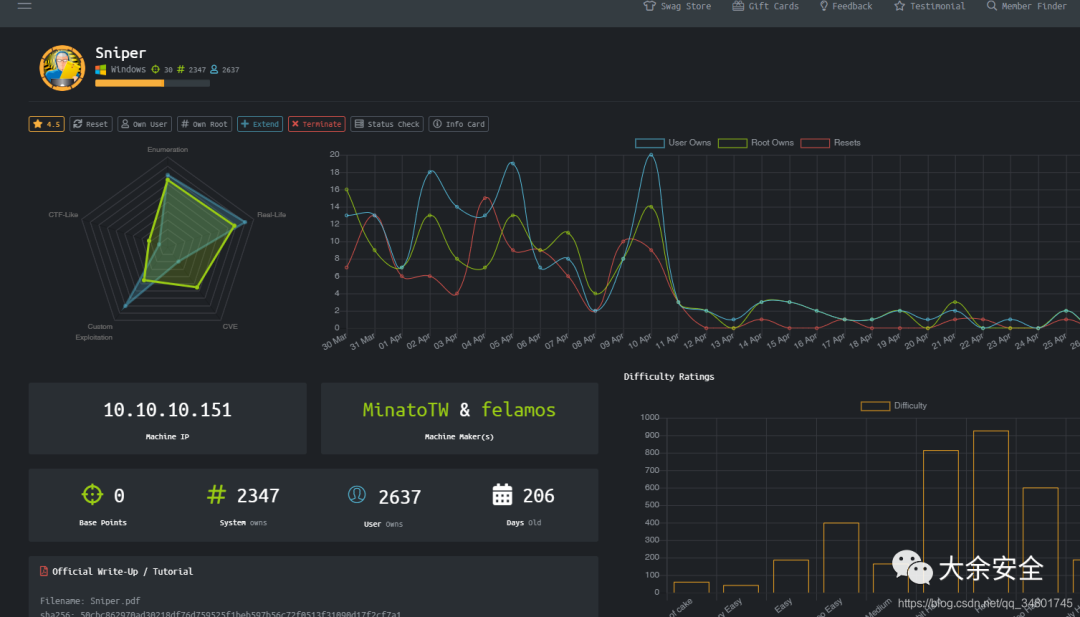 Swag Store Gift Cards Feedback Testimonial Member Finder
Sniper
Windows 30 # 2347 2637
4.5 Reset Own User # Own Root Extend Terminate Status Check Info Card
Enumeration
CTF-Like
Real-Life
Custom
Exploitation
CVE
User Owns Root Owns Resets
20
18
16
14
12
10
8
6
4
2
0
30 Mar 31 Mar 01 Apr 02 Apr 03 Apr 04 Apr 05 Apr 06 Apr 07 Apr 08 Apr 09 Apr 10 Apr 11 Apr 12 Apr 13 Apr 14 Apr 15 Apr 16 Apr 17 Apr 18 Apr 19 Apr 20 Apr 21 Apr 22 Apr 23 Apr 24 Apr 25 Apr 26
10.10.10.151
Machine IP
MinatoTW & felamos
Machine Maker(s)
0
Base Points
# 2347
System owns
2637
User Owns
206
Days Old
Official Write-Up / Tutorial
Filename: Sniper.pdf
Difficulty Ratings
Difficulty
1000
900
800
700
600
500
400
300
200
100
0
of cake Easy Easy Easy Medium
大余安全
https://blog.csdn.net/qq_34801745